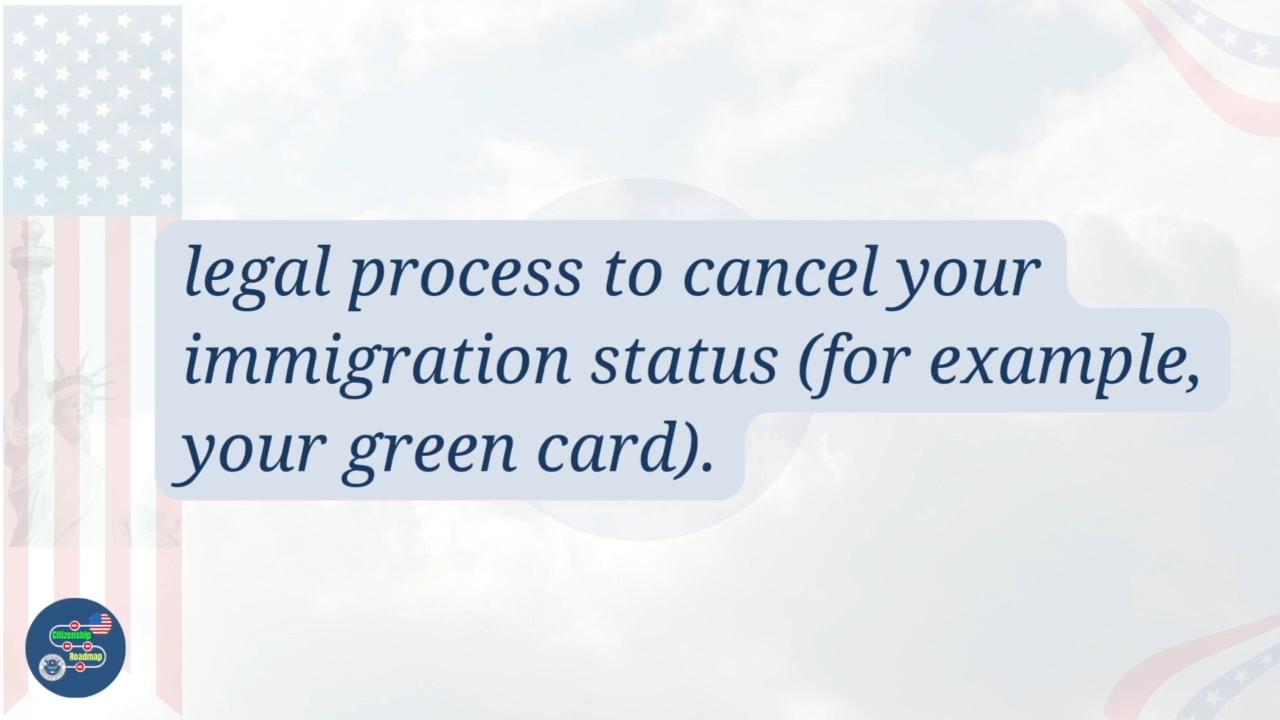 legal process to cancel your
immigration status (for example,
your green card).
Citizenship
Roadmap